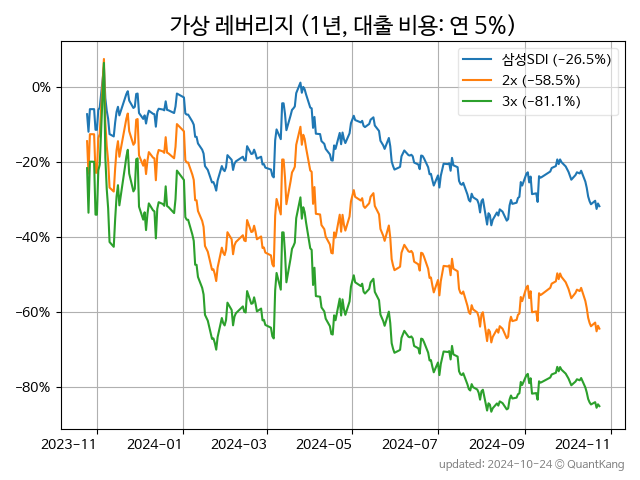 가상 레버리지 (1년, 대출 비용: 연 5%)
삼성SDI (−26.5%)
2x (−58.5%)
3x (−81.1%)
0%
−20%
−40%
−60%
−80%
2023−11 2024−01 2024−03 2024−05 2024−07 2024−09 2024−11
updated: 2024-10-24 © QuantKang